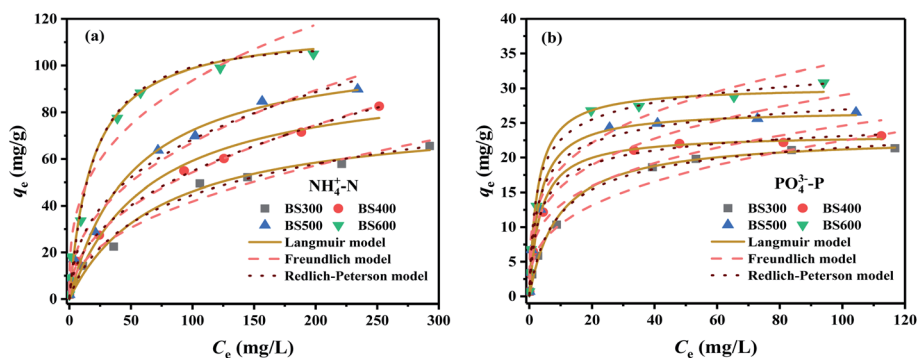 (a)
120
100
80
60
40
20
0
qe (mg/g)
NH₄⁺-N
BS300 BS400
BS500 BS600
Langmuir model
Freundlich model
Redlich-Peterson model
0 50 100 150 200 250 300
Ce (mg/L)
(b)
40
35
30
25
20
15
10
5
0
qe (mg/g)
PO₄³⁻-P
BS300 BS400
BS500 BS600
Langmuir model
Freundlich model
Redlich-Peterson model
0 20 40 60 80 100 120
Ce (mg/L)